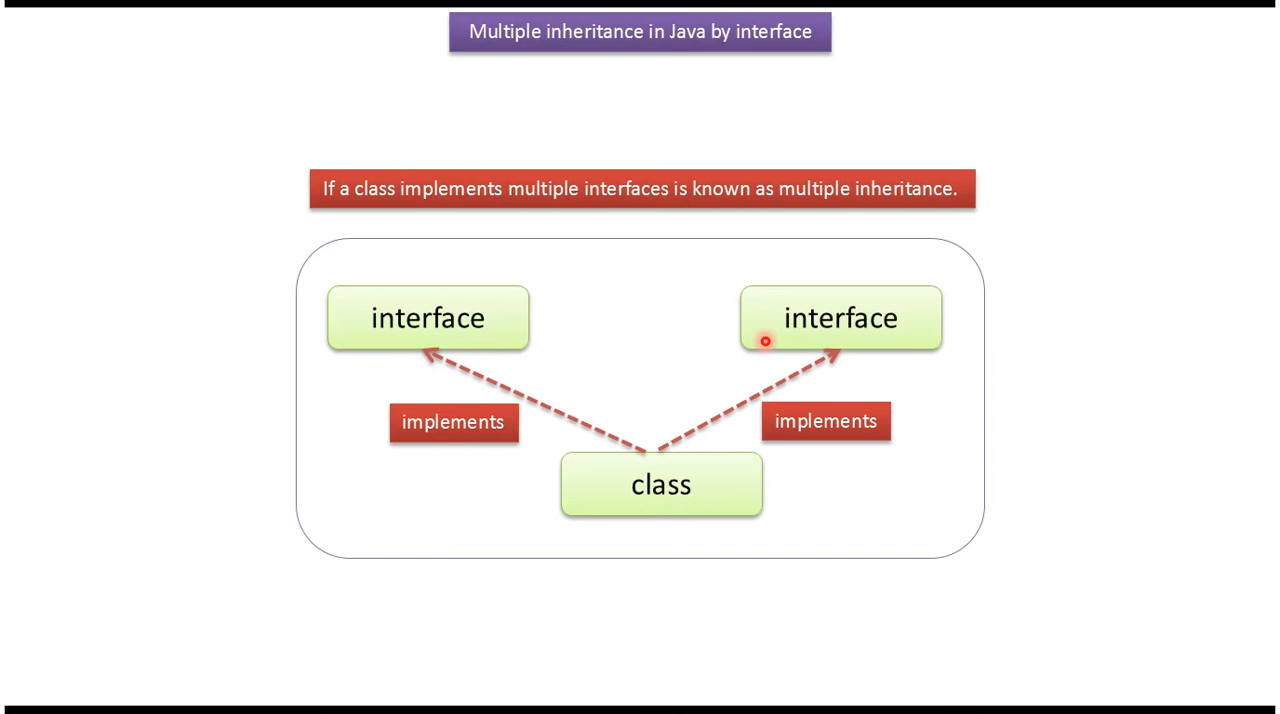 Multiple inheritance in Java by interface
If a class implements multiple interfaces is known as multiple inheritance.
interface
interface
implements
implements
class